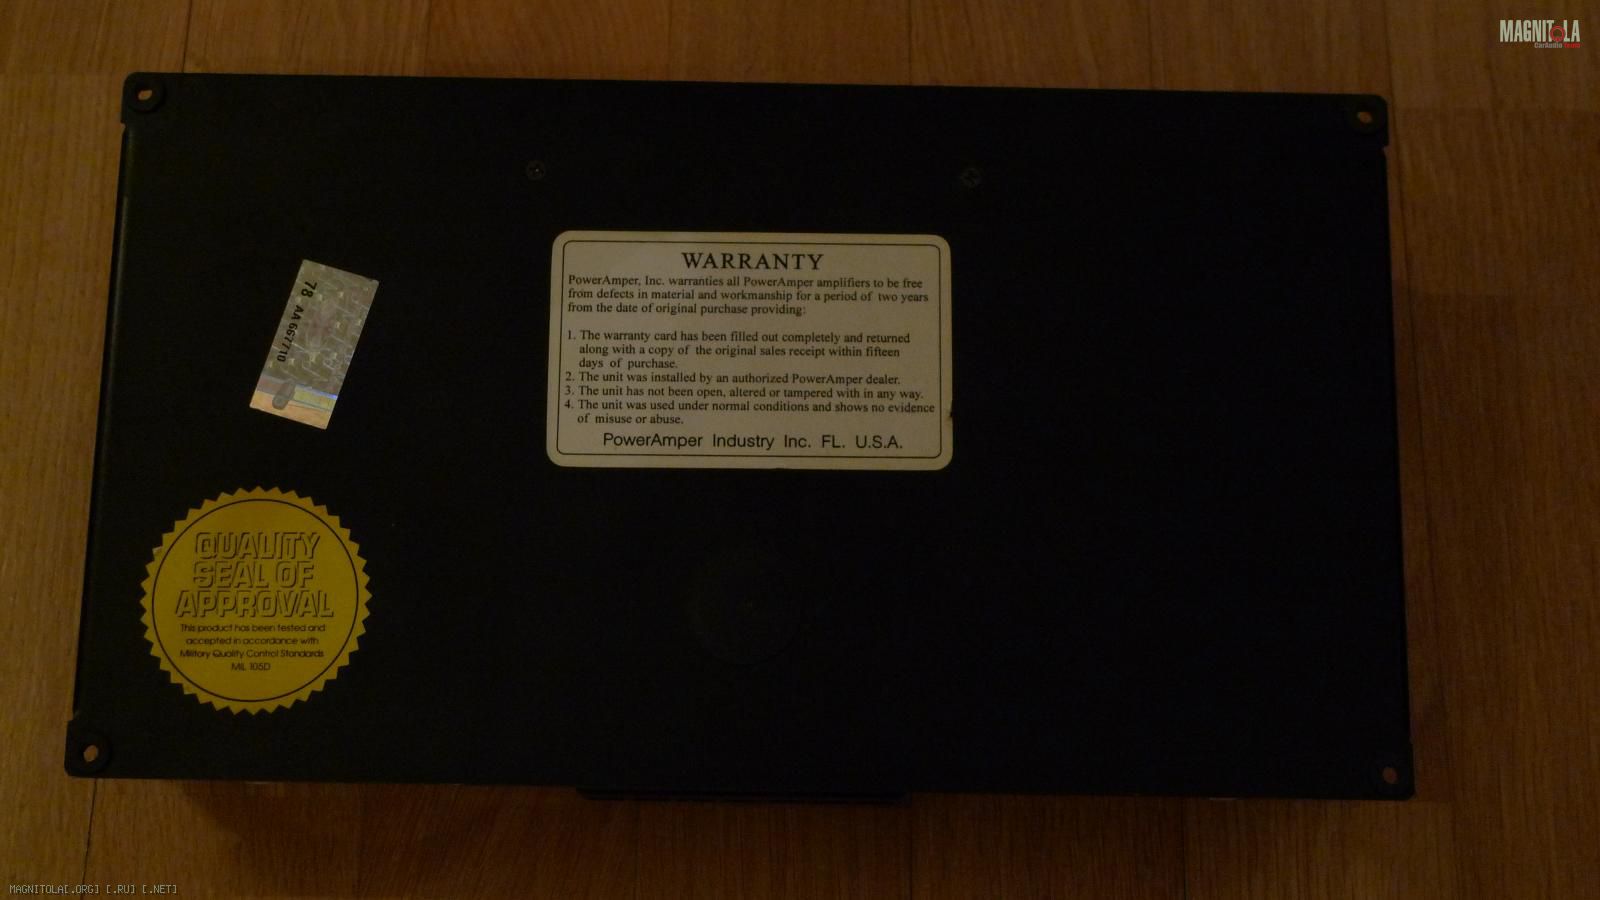 MAGNITOLA
CarAudio Team
WARRANTY
PowerAmper, Inc. warranties all PowerAmper amplifiers to be free
from defects in material and workmanship for a period of two years
from the date of original purchase providing:
1. The warranty card has been filled out completely and returned
along with a copy of the original sales receipt within fifteen
days of purchase.
2. The unit was installed by an authorized PowerAmper dealer.
3. The unit has not been open, altered or tampered with in any way.
4. The unit was used under normal conditions and shows no evidence
of misuse or abuse.
PowerAmper Industry Inc. FL. U.S.A.
78 AA 667710
QUALITY
SEAL OF
APPROVAL
This product has been tested and
accepted in accordance with
Military Quality Control Standards
MIL 105D
MAGNITOLA[.ORG] [.RU] [.NET]